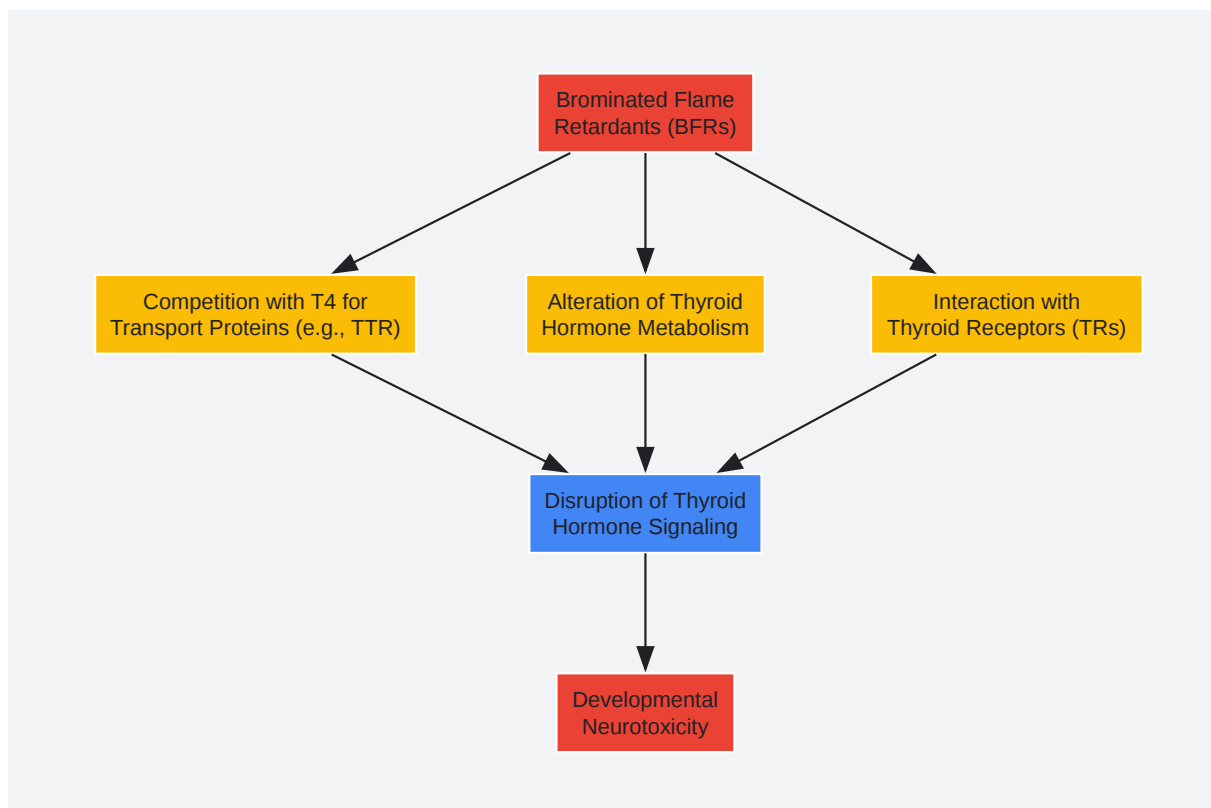 Brominated Flame
Retardants (BFRs)
Competition with T4 for
Transport Proteins (e.g., TTR)
Alteration of Thyroid
Hormone Metabolism
Interaction with
Thyroid Receptors (TRs)
Disruption of Thyroid
Hormone Signaling
Developmental
Neurotoxicity